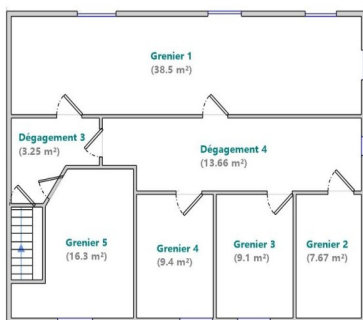 Grenier 1
(38.5 m²)
Dégagement 3
(3.25 m²)
Dégagement 4
(13.66 m²)
Grenier 5
(16.3 m²)
Grenier 4
(9.4 m²)
Grenier 3
(9.1 m²)
Grenier 2
(7.67 m²)